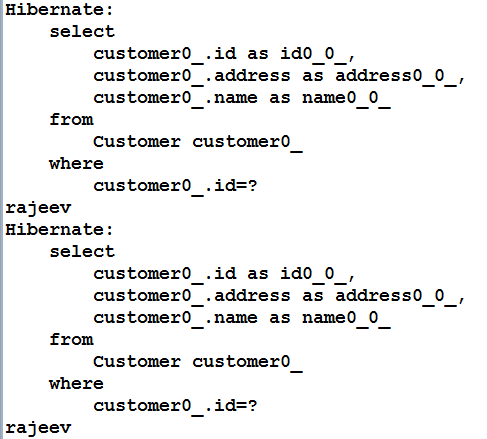 Hibernate:
    select
        customer0_.id as id0_0_,
        customer0_.address as address0_0_,
        customer0_.name as name0_0_
    from
        Customer customer0_
    where
        customer0_.id=?
rajeev
Hibernate:
    select
        customer0_.id as id0_0_,
        customer0_.address as address0_0_,
        customer0_.name as name0_0_
    from
        Customer customer0_
    where
        customer0_.id=?
rajeev